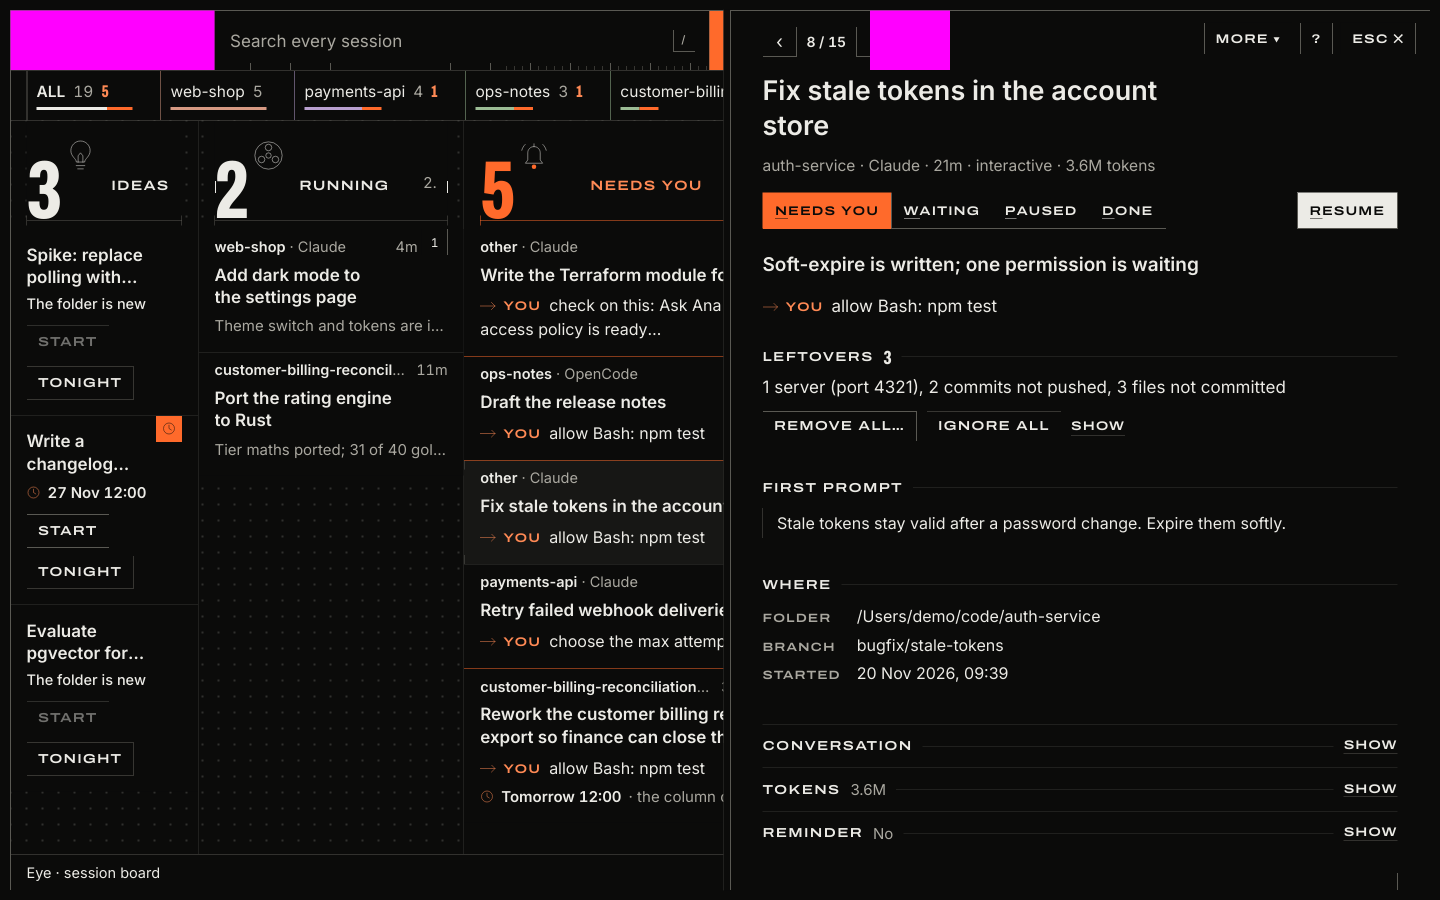 Search every session /
ALL 19 5 web-shop 5 payments-api 4 1 ops-notes 3 1 customer-billin
3 IDEAS
Spike: replace
polling with…
The folder is new
START
TONIGHT
Write a
changelog…
27 Nov 12:00
START
TONIGHT
Evaluate
pgvector for…
The folder is new
START
TONIGHT
2 RUNNING 2.
web-shop · Claude 4m 1
Add dark mode to
the settings page
Theme switch and tokens are i…
customer-billing-reconcil… 11m
Port the rating engine
to Rust
Tier maths ported; 31 of 40 gol…
5 NEEDS YOU
other · Claude
Write the Terraform module fo
→ YOU check on this: Ask Ana
access policy is ready…
ops-notes · OpenCode
Draft the release notes
→ YOU allow Bash: npm test
other · Claude
Fix stale tokens in the accoun
→ YOU allow Bash: npm test
payments-api · Claude
Retry failed webhook deliverie
→ YOU choose the max attemp
customer-billing-reconciliation…
Rework the customer billing re
export so finance can close th
→ YOU allow Bash: npm test
Tomorrow 12:00 · the column
Eye · session board
‹ 8 / 15 MORE ▾ ? ESC ✕
Fix stale tokens in the account
store
auth-service · Claude · 21m · interactive · 3.6M tokens
NEEDS YOU WAITING PAUSED DONE RESUME
Soft-expire is written; one permission is waiting
→ YOU allow Bash: npm test
LEFTOVERS 3
1 server (port 4321), 2 commits not pushed, 3 files not committed
REMOVE ALL… IGNORE ALL SHOW
FIRST PROMPT
Stale tokens stay valid after a password change. Expire them softly.
WHERE
FOLDER /Users/demo/code/auth-service
BRANCH bugfix/stale-tokens
STARTED 20 Nov 2026, 09:39
CONVERSATION SHOW
TOKENS 3.6M SHOW
REMINDER No SHOW